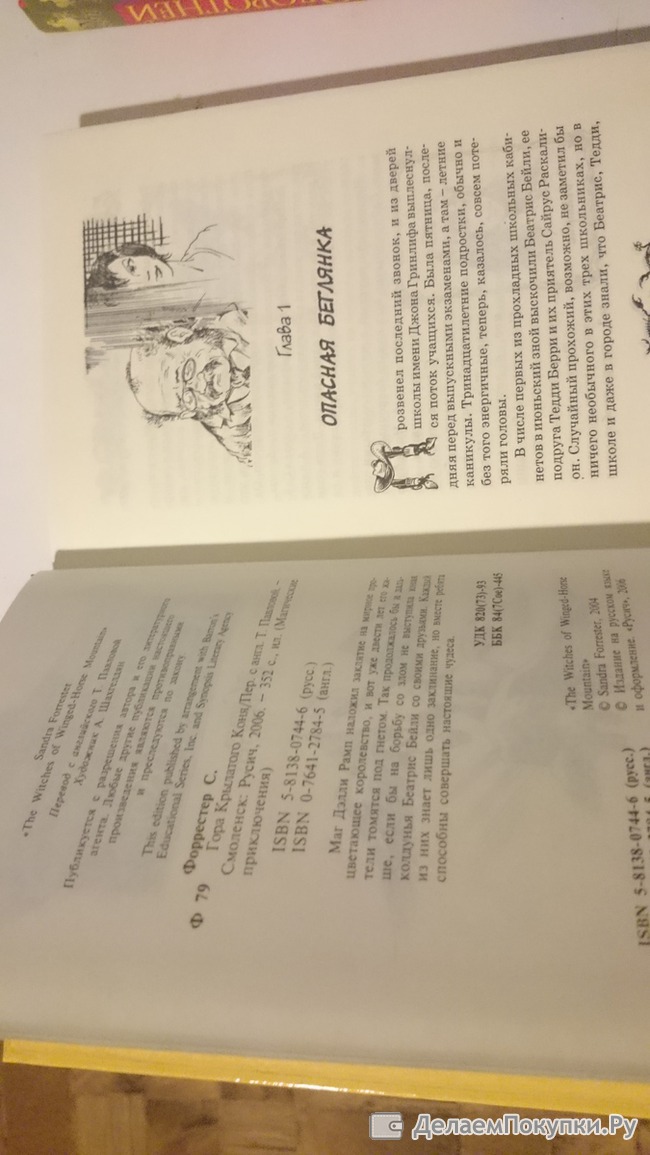 «The Witches of Winged-Horse Mountain»
Sandra Forrester
Перевод с английского Т. Павловой
Художник А. Шахгелдян
Публикуется с разрешения автора и его литературного
агента. Любые другие публикации настоящего
произведения являются противоправными
и преследуются по закону.
This edition published by arrangement with Barron's
Educational Series, Inc. and Synopsis Literary Agency
Форрестер С.
Ф 79 Гора Крылатого Коня/Пер. с англ. Т. Павловой. –
Смоленск: Русич, 2006. – 352 с., ил. (Магические
приключения)
ISBN 5-8138-0744-6 (русс.)
ISBN 0-7641-2784-5 (англ.)
Маг Дэлли Рамп наложил заклятие на мирное про-
цветающее королевство, и вот уже двести лет его жи-
тели томятся под гнетом. Так продолжалось бы и даль-
ше, если бы на борьбу со злом не выступила юная
колдунья Беатрис Бейли со своими друзьями. Каждый
из них знает лишь одно заклинание, но вместе ребята
способны совершать настоящие чудеса.
УДК 820(73)-93
ББК 84(7Сое)-445
«The Witches of Winged-Horse
Mountain»
© Sandra Forrester, 2004
© Издание на русском языке
и оформление. «Русич», 2006
ISBN 5-8138-0744-6 (русс.)
Глава 1
ОПАСНАЯ БЕГЛЯНКА
розвенел последний звонок, и из дверей
школы имени Джона Гринлифа выплеснул-
ся поток учащихся. Была пятница, после-
дняя перед выпускными экзаменами, а там – летние
каникулы. Тринадцатилетние подростки, обычно и
без того энергичные, теперь, казалось, совсем поте-
ряли головы.
В числе первых из прохладных школьных каби-
нетов в июньский зной выскочили Беатрис Бейли, ее
подруга Тедди Берри и их приятель Сайрус Раскали-
он. Случайный прохожий, возможно, не заметил бы
ничего необычного в этих трех школьниках, но в
школе и даже в городе знали, что Беатрис, Тедди,
ДелаемПокупки.Ру